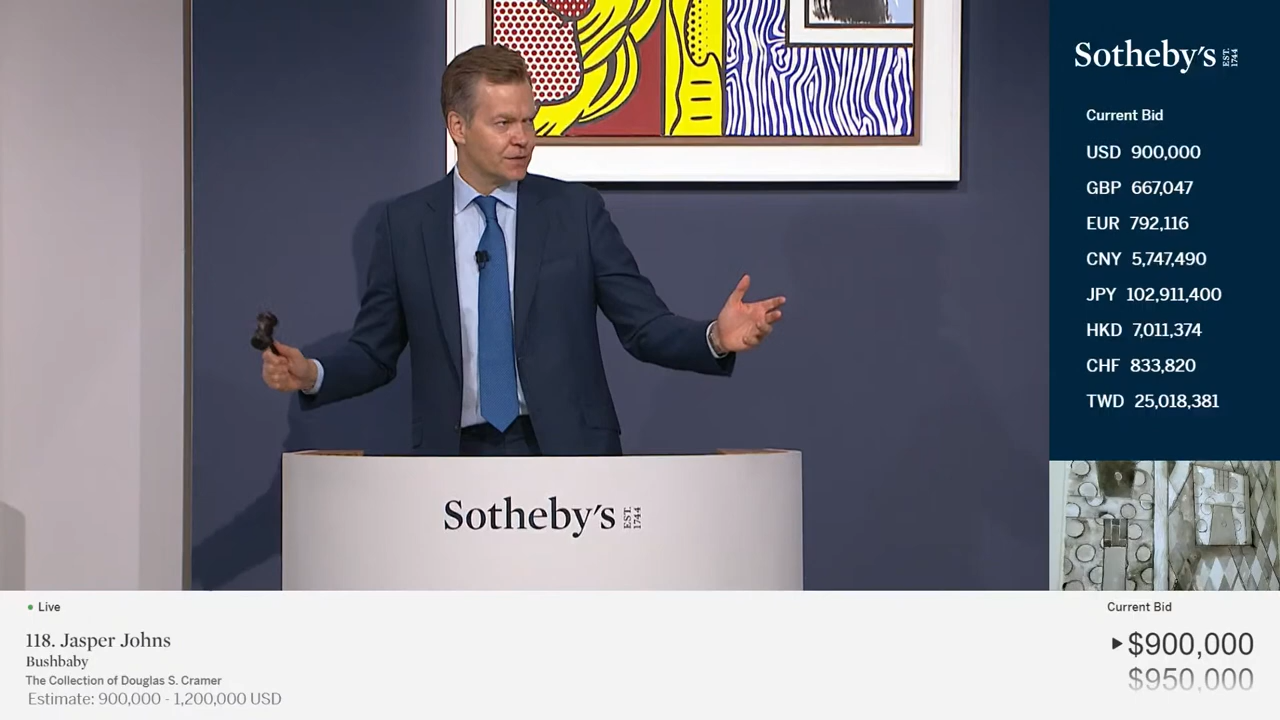 Sotheby's EST. 1744
Current Bid
USD 900,000
GBP 667,047
EUR 792,116
CNY 5,747,490
JPY 102,911,400
HKD 7,011,374
CHF 833,820
TWD 25,018,381
Sotheby's EST. 1744
Live
118. Jasper Johns
Bushbaby
The Collection of Douglas S. Cramer
Estimate: 900,000 - 1,200,000 USD
Current Bid
$900,000
$950,000